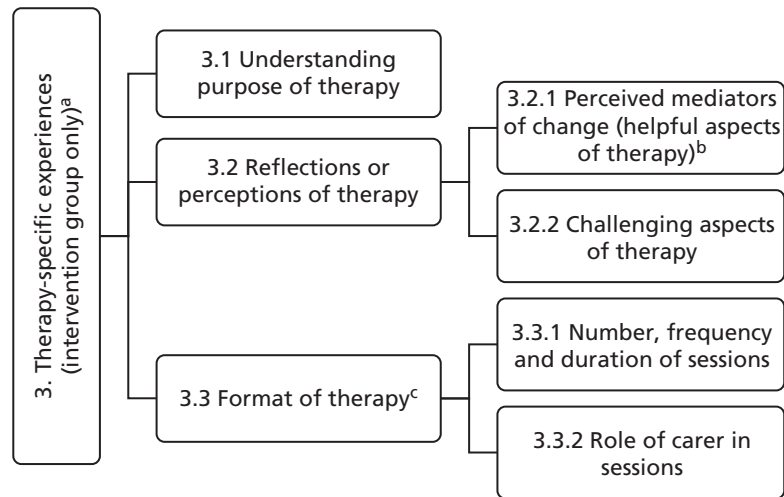 3. Therapy-specific experiences
(intervention group only)ᵃ
3.1 Understanding
purpose of therapy
3.2 Reflections or
perceptions of therapy
3.2.1 Perceived mediators
of change (helpful aspects
of therapy)ᵇ
3.2.2 Challenging aspects
of therapy
3.3 Format of therapyᶜ
3.3.1 Number, frequency
and duration of sessions
3.3.2 Role of carer in
sessions